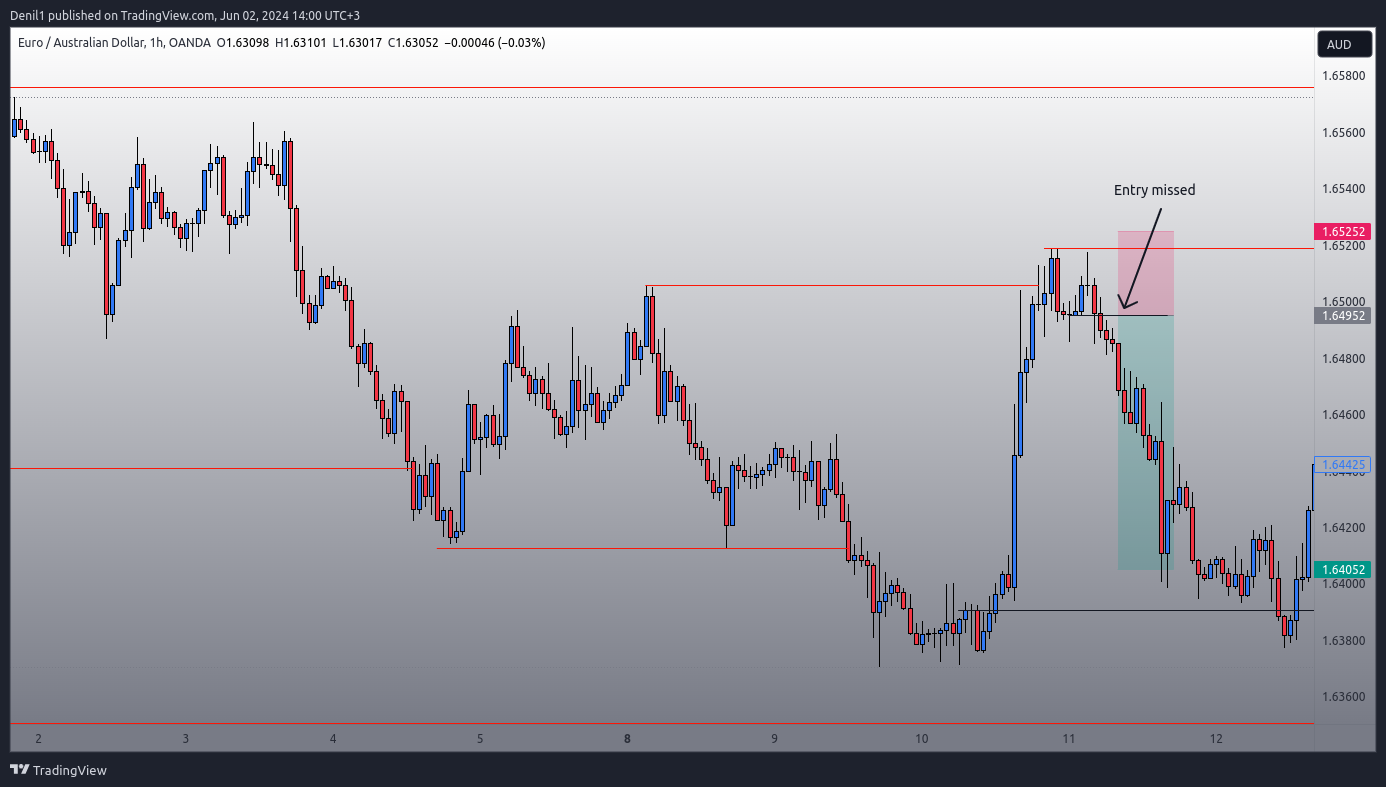 Denil1 published on TradingView.com, Jun 02, 2024 14:00 UTC+3
Euro / Australian Dollar, 1h, OANDA O1.63098 H1.63101 L1.63017 C1.63052 −0.00046 (−0.03%)
AUD
1.65800
1.65600
1.65400
Entry missed
1.65252
1.65200
1.65000
1.64952
1.64800
1.64600
1.64425
1.64200
1.64052
1.64000
1.63800
1.63600
2 3 4 5 8 9 10 11 12
TradingView